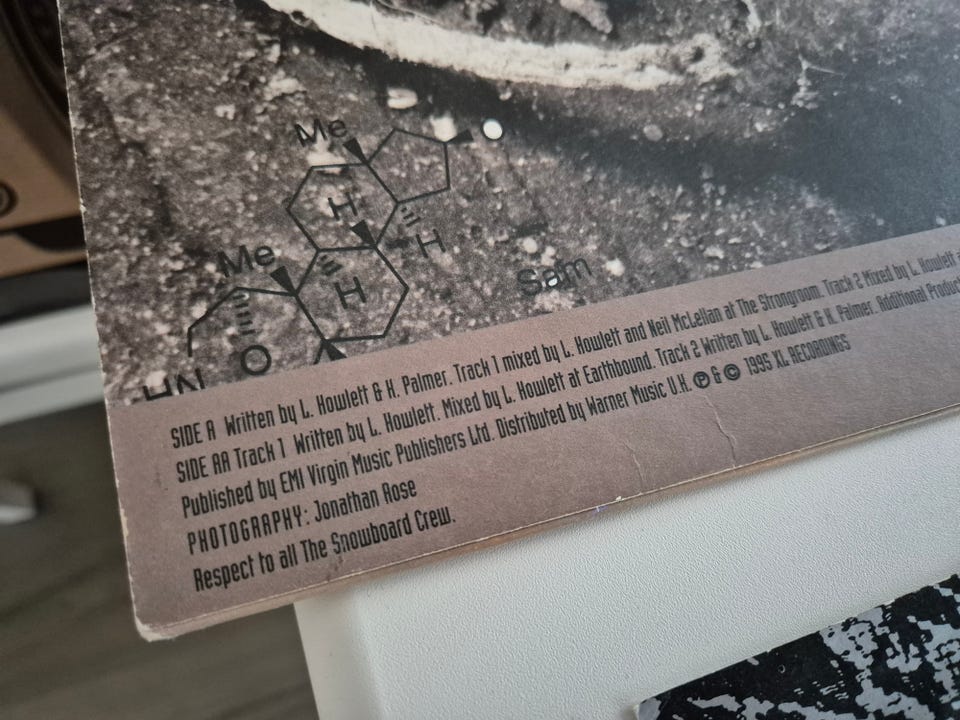 Me
H
H
Me
H
O
HN
Sam
SIDE A Written by L. Howlett & K. Palmer. Track 1 mixed by L. Howlett and Neil McLellan at The Strongroom. Track 2 Mixed by L. Howlett
SIDE AA Track 1 Written by L. Howlett. Mixed by L. Howlett at Earthbound. Track 2 Written by L. Howlett & K. Palmer. Additional
Published by EMI Virgin Music Publishers Ltd. Distributed by Warner Music U.K. ℗ & © 1995 XL RECORDINGS
PHOTOGRAPHY: Jonathan Rose
Respect to all The Snowboard Crew.